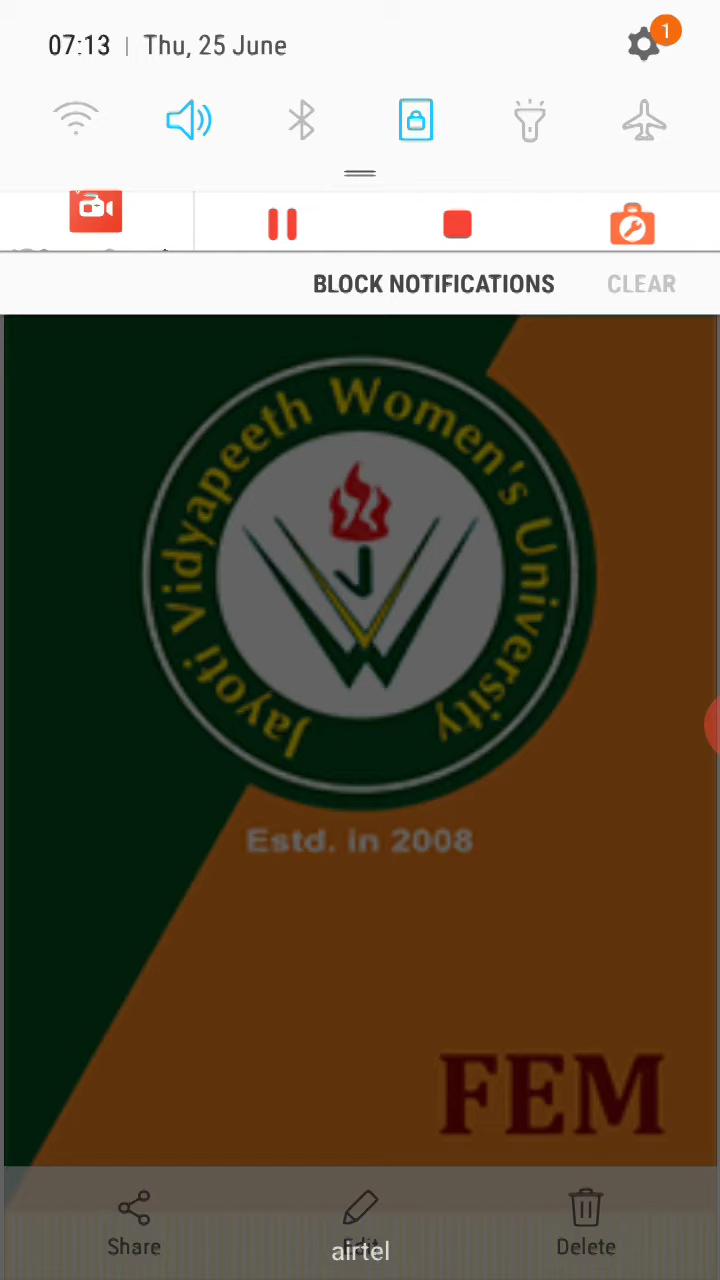 07:13 | Thu, 25 June
1
BLOCK NOTIFICATIONS CLEAR
Jayoti Vidyapeeth Women's University
Estd. in 2008
FEM
Share Edit Delete
airtel